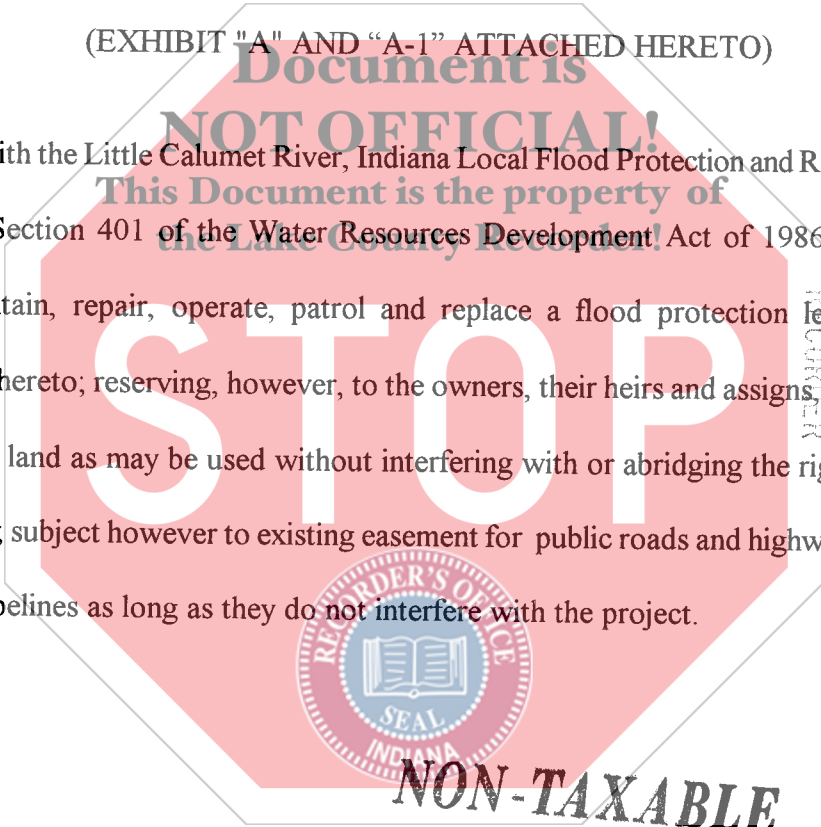 (EXHIBIT "A" AND “A-1” ATTACHED HERETO)
Document is
NOT OFFICIAL!
ith the Little Calumet River, Indiana Local Flood Protection and R
This Document is the property of
Section 401 of the Water Resources Development Act of 1986
the Lake County Recorder!
tain, repair, operate, patrol and replace a flood protection le
hereto; reserving, however, to the owners, their heirs and assigns,
STOP
land as may be used without interfering with or abridging the rig
; subject however to existing easement for public roads and highw
pelines as long as they do not interfere with the project.
RECORDER'S OFFICE
SEAL
INDIANA
NON-TAXABLE
RECORDER